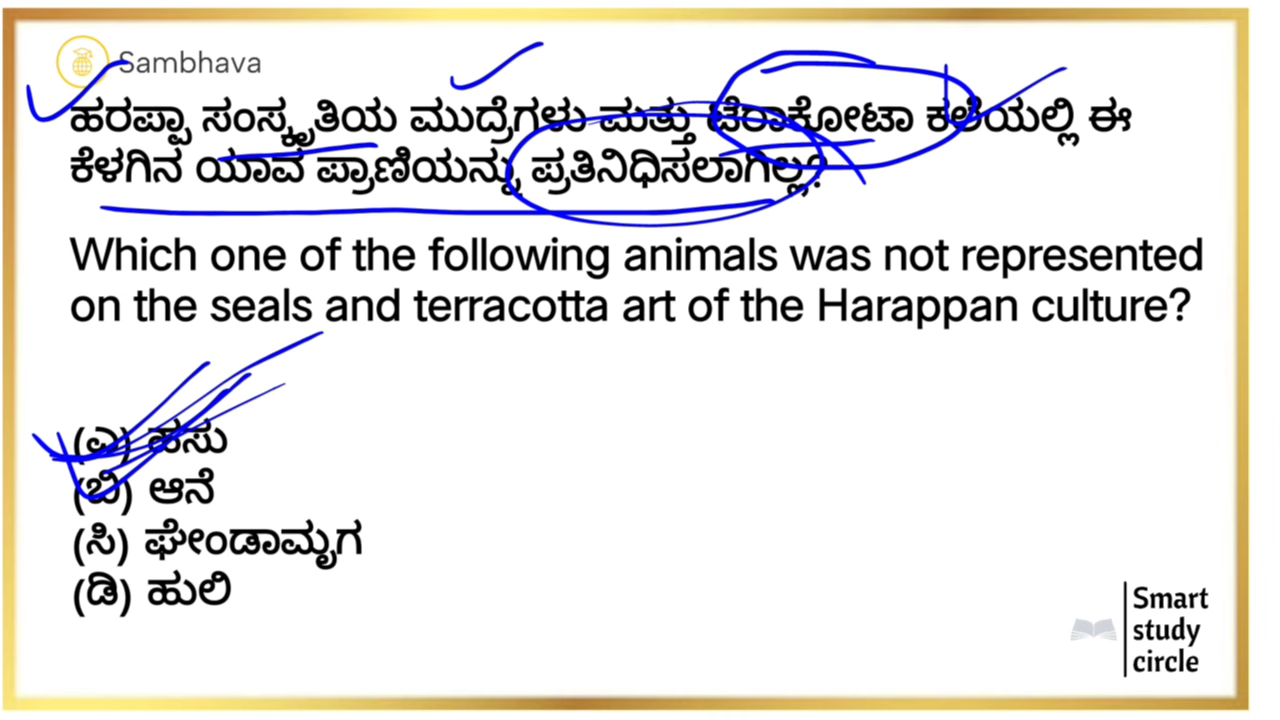 Sambhava
ಹರಪ್ಪಾ ಸಂಸ್ಕೃತಿಯ ಮುದ್ರೆಗಳು ಮತ್ತು ಟೆರಾಕೋಟಾ ಕಲೆಯಲ್ಲಿ ಈ
ಕೆಳಗಿನ ಯಾವ ಪ್ರಾಣಿಯನ್ನು ಪ್ರತಿನಿಧಿಸಲಾಗಿಲ್ಲ?
Which one of the following animals was not represented
on the seals and terracotta art of the Harappan culture?
(ಎ) ಹಸು
(ಬಿ) ಆನೆ
(ಸಿ) ಘೇಂಡಾಮೃಗ
(ಡಿ) ಹುಲಿ
Smart
study
circle